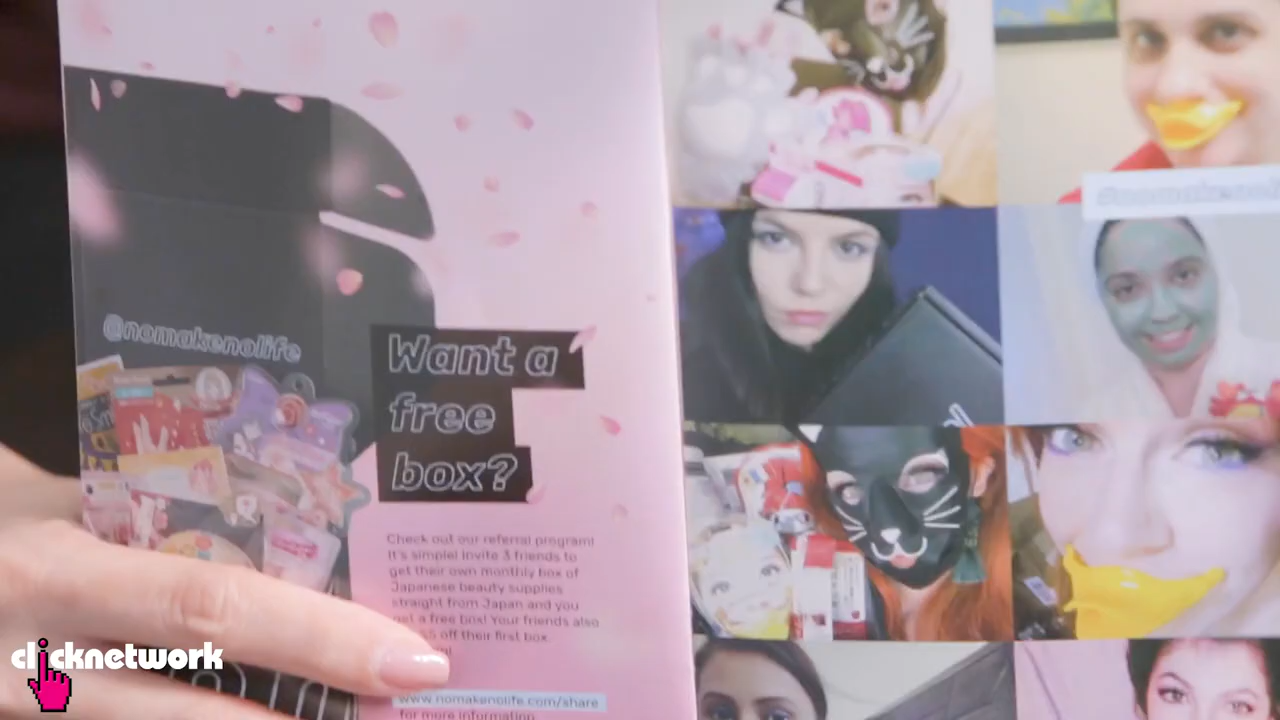 @nomakenolife
Want a
free
box?
Check out our referral program!
It's simple! Invite 3 friends to
get their own monthly box of
Japanese beauty supplies
straight from Japan and you
get a free box! Your friends also
off their first box.
www.nomakenolife.com/share
for more information
clicknetwork